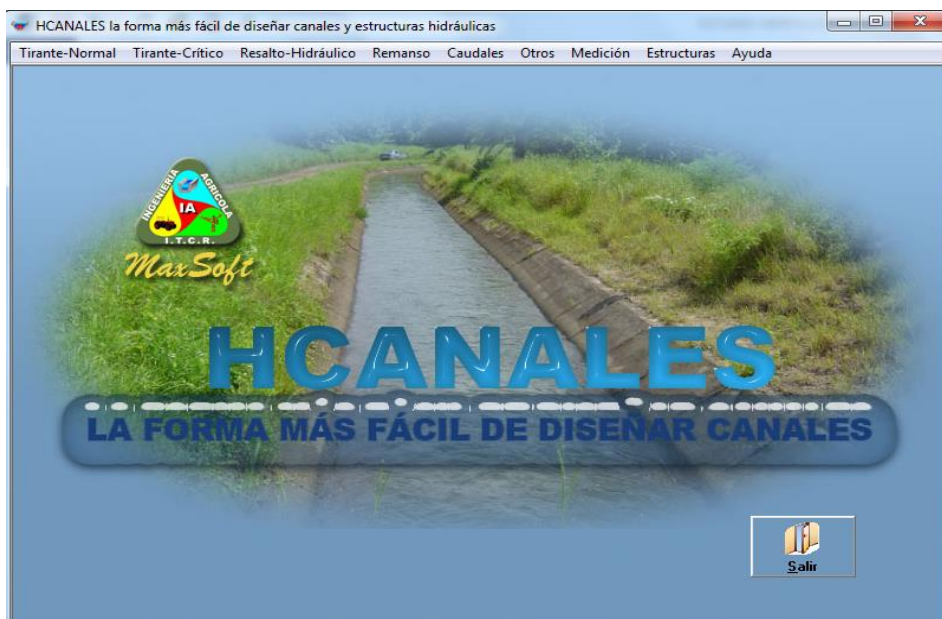 HCANALES la forma más fácil de diseñar canales y estructuras hidráulicas
Tirante-Normal Tirante-Crítico Resalto-Hidráulico Remanso Caudales Otros Medición Estructuras Ayuda
INGENIERÍA AGRICOLA
IA
I.T.C.R.
MaxSoft
HCANALES
LA FORMA MÁS FÁCIL DE DISEÑAR CANALES
Salir